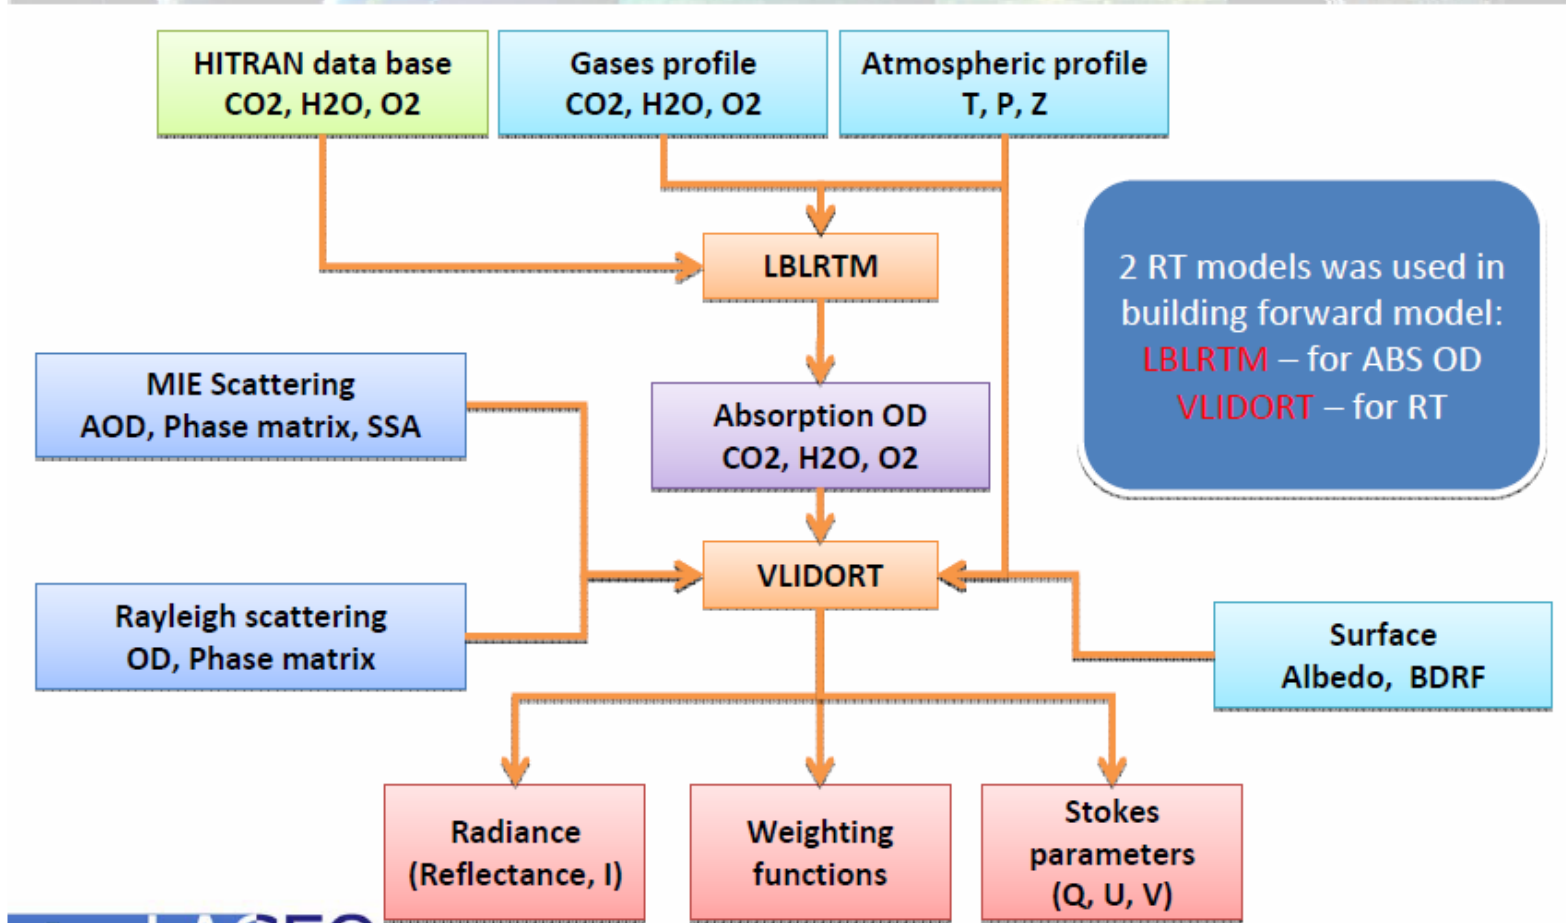 HITRAN data base
CO2, H2O, O2
Gases profile
CO2, H2O, O2
Atmospheric profile
T, P, Z
LBLRTM
2 RT models was used in
building forward model:
LBLRTM – for ABS OD
VLIDORT – for RT
MIE Scattering
AOD, Phase matrix, SSA
Absorption OD
CO2, H2O, O2
VLIDORT
Rayleigh scattering
OD, Phase matrix
Surface
Albedo, BDRF
Radiance
(Reflectance, I)
Weighting
functions
Stokes
parameters
(Q, U, V)